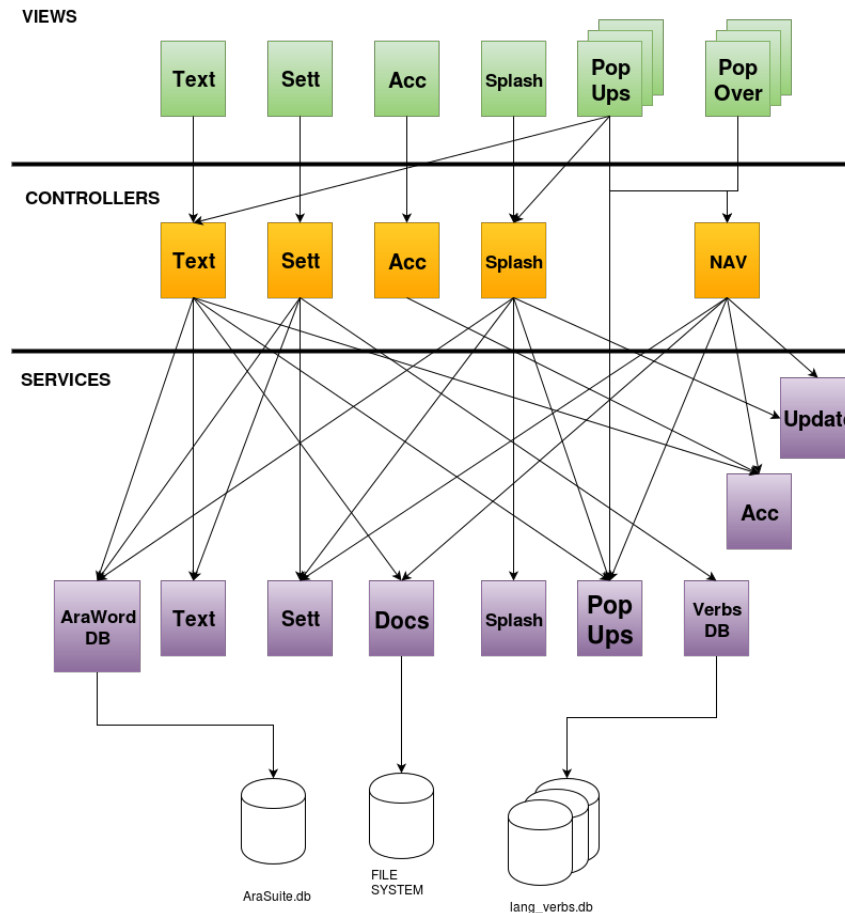 VIEWS
Text
Sett
Acc
Splash
Pop
Ups
Pop
Over
CONTROLLERS
Text
Sett
Acc
Splash
NAV
SERVICES
Update
Acc
AraWord
DB
Text
Sett
Docs
Splash
Pop
Ups
Verbs
DB
AraSuite.db
FILE
SYSTEM
lang_verbs.db